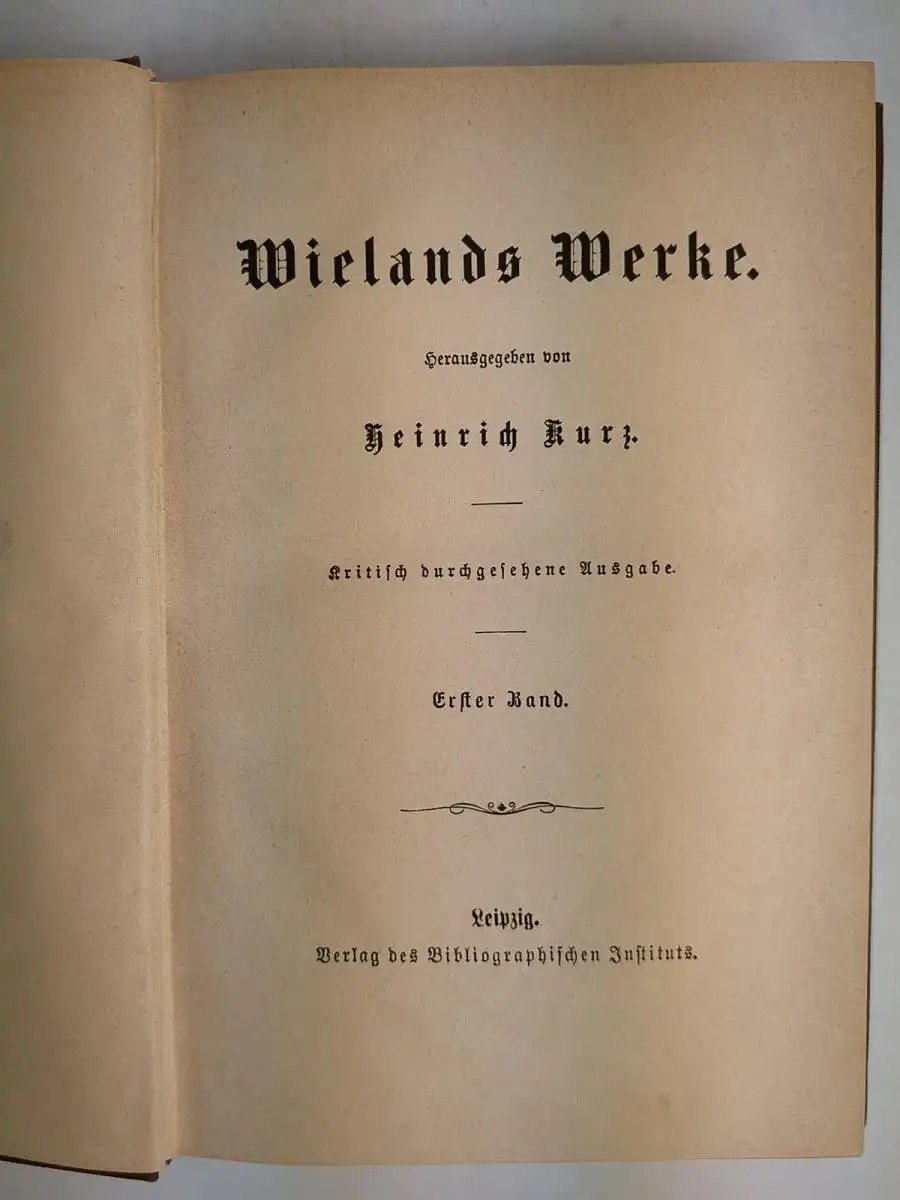 Wielands Werke.
Herausgegeben von
Heinrich Kurz.
Kritisch durchgesehene Ausgabe.
Erster Band.
Leipzig.
Verlag des Bibliographischen Instituts.